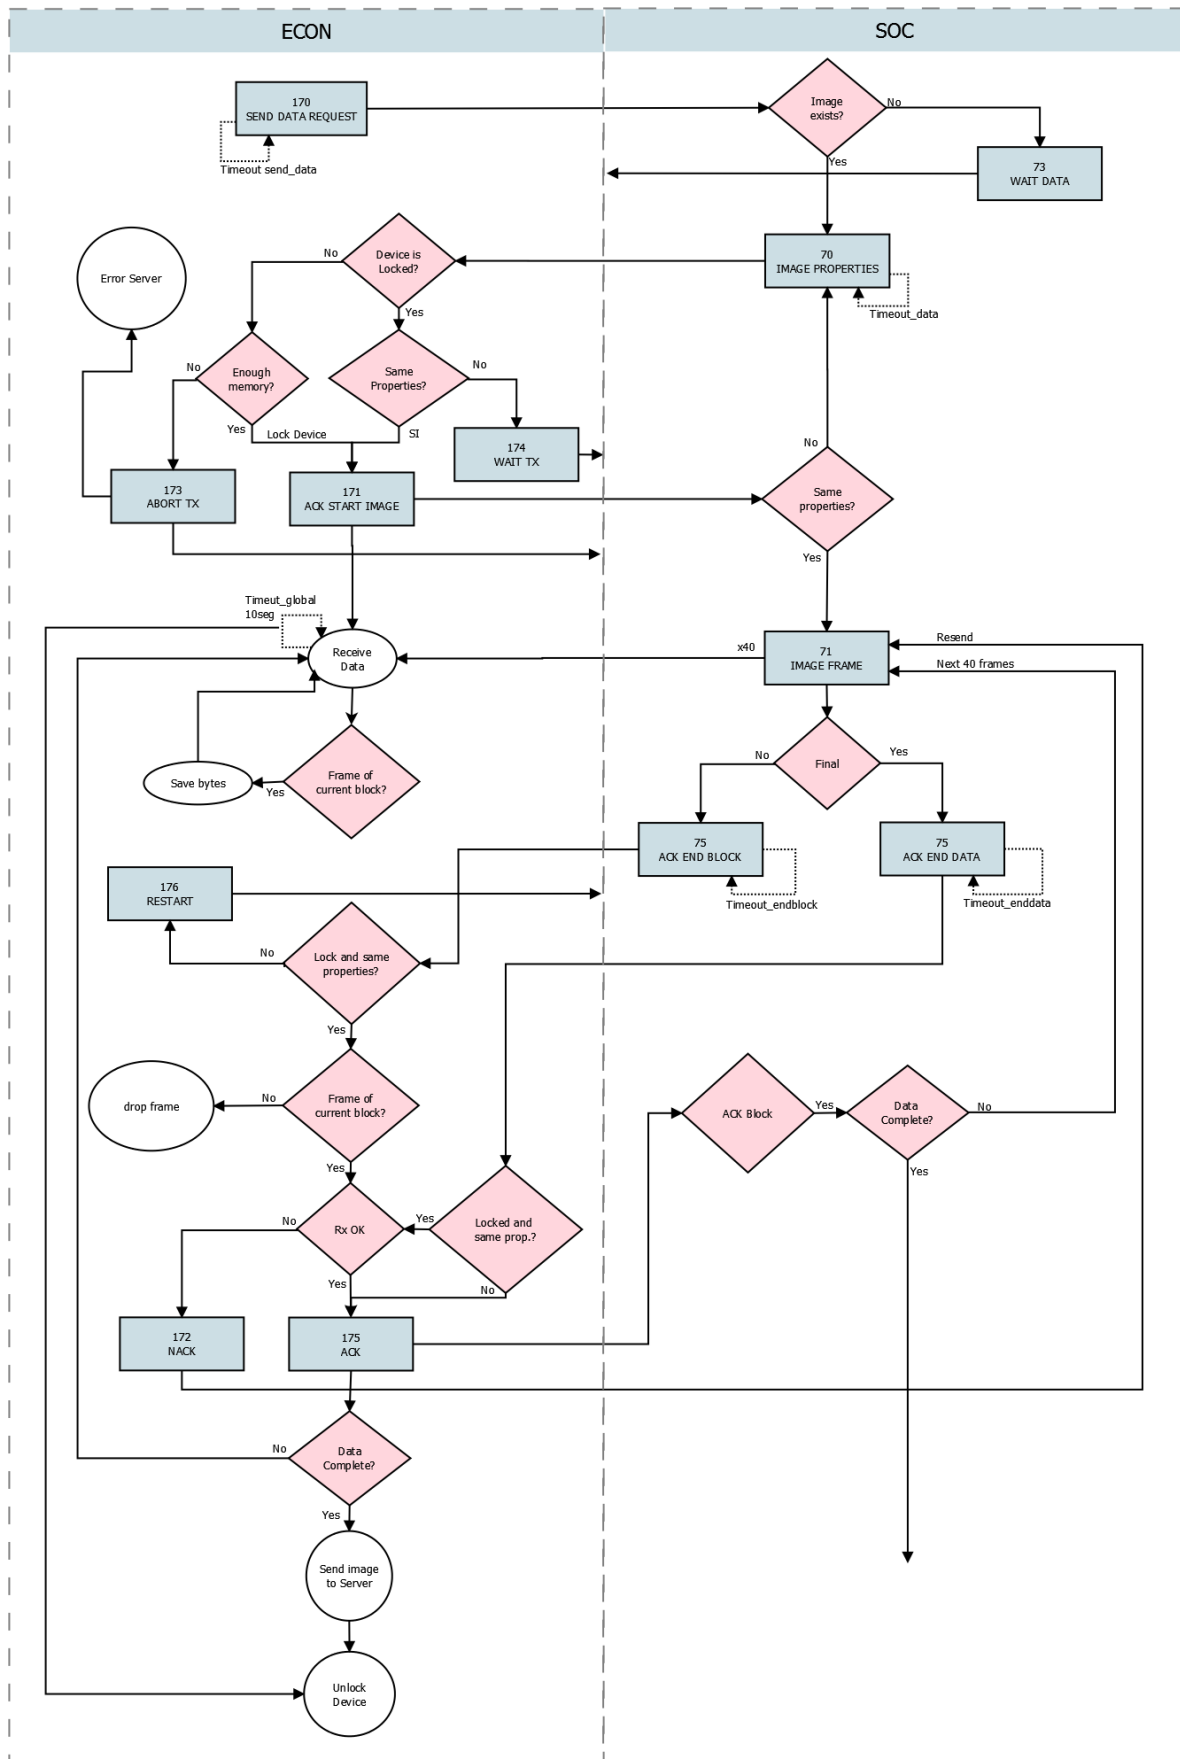 ECON
SOC
170
SEND DATA REQUEST
Timeout send_data
Image
exists?
No
Yes
73
WAIT DATA
Error Server
Device is
Locked?
No
Yes
70
IMAGE PROPERTIES
Timeout_data
Enough
memory?
No
Yes
Lock Device
Same
Properties?
No
SI
174
WAIT TX
173
ABORT TX
171
ACK START IMAGE
No
Same
properties?
Yes
Timeut_global
10seg
Receive
Data
x40
71
IMAGE FRAME
Resend
Next 40 frames
Save bytes
Yes
Frame of
current block?
No
Final
Yes
75
ACK END BLOCK
Timeout_endblock
75
ACK END DATA
Timeout_enddata
176
RESTART
No
Lock and same
properties?
Yes
drop frame
No
Frame of
current block?
Yes
ACK Block
Yes
Data
Complete?
No
Yes
No
Rx OK
Yes
Yes
Locked and
same prop.?
No
172
NACK
175
ACK
No
Data
Complete?
Yes
Send image
to Server
Unlock
Device